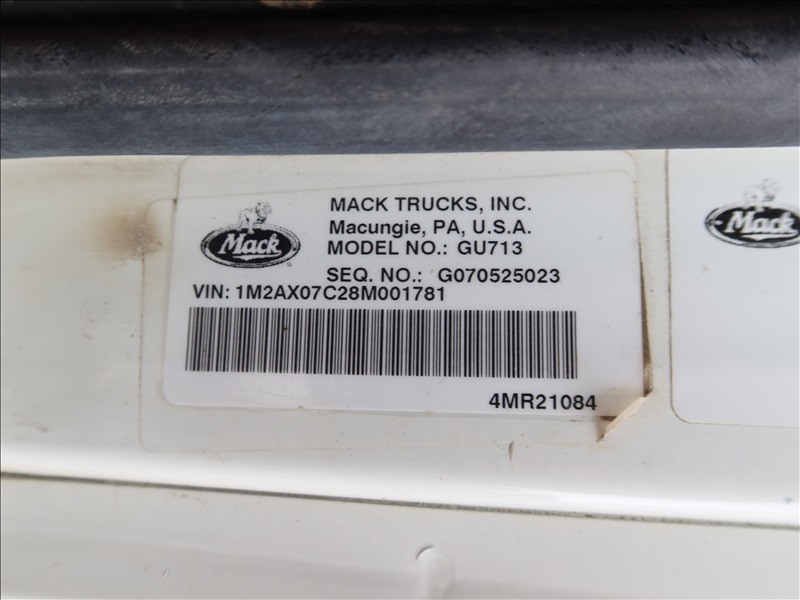 MACK TRUCKS, INC.
Mack
Macungie, PA, U.S.A.
MODEL NO.: GU713
SEQ. NO.: G070525023
VIN: 1M2AX07C28M001781
4MR21084
Mack